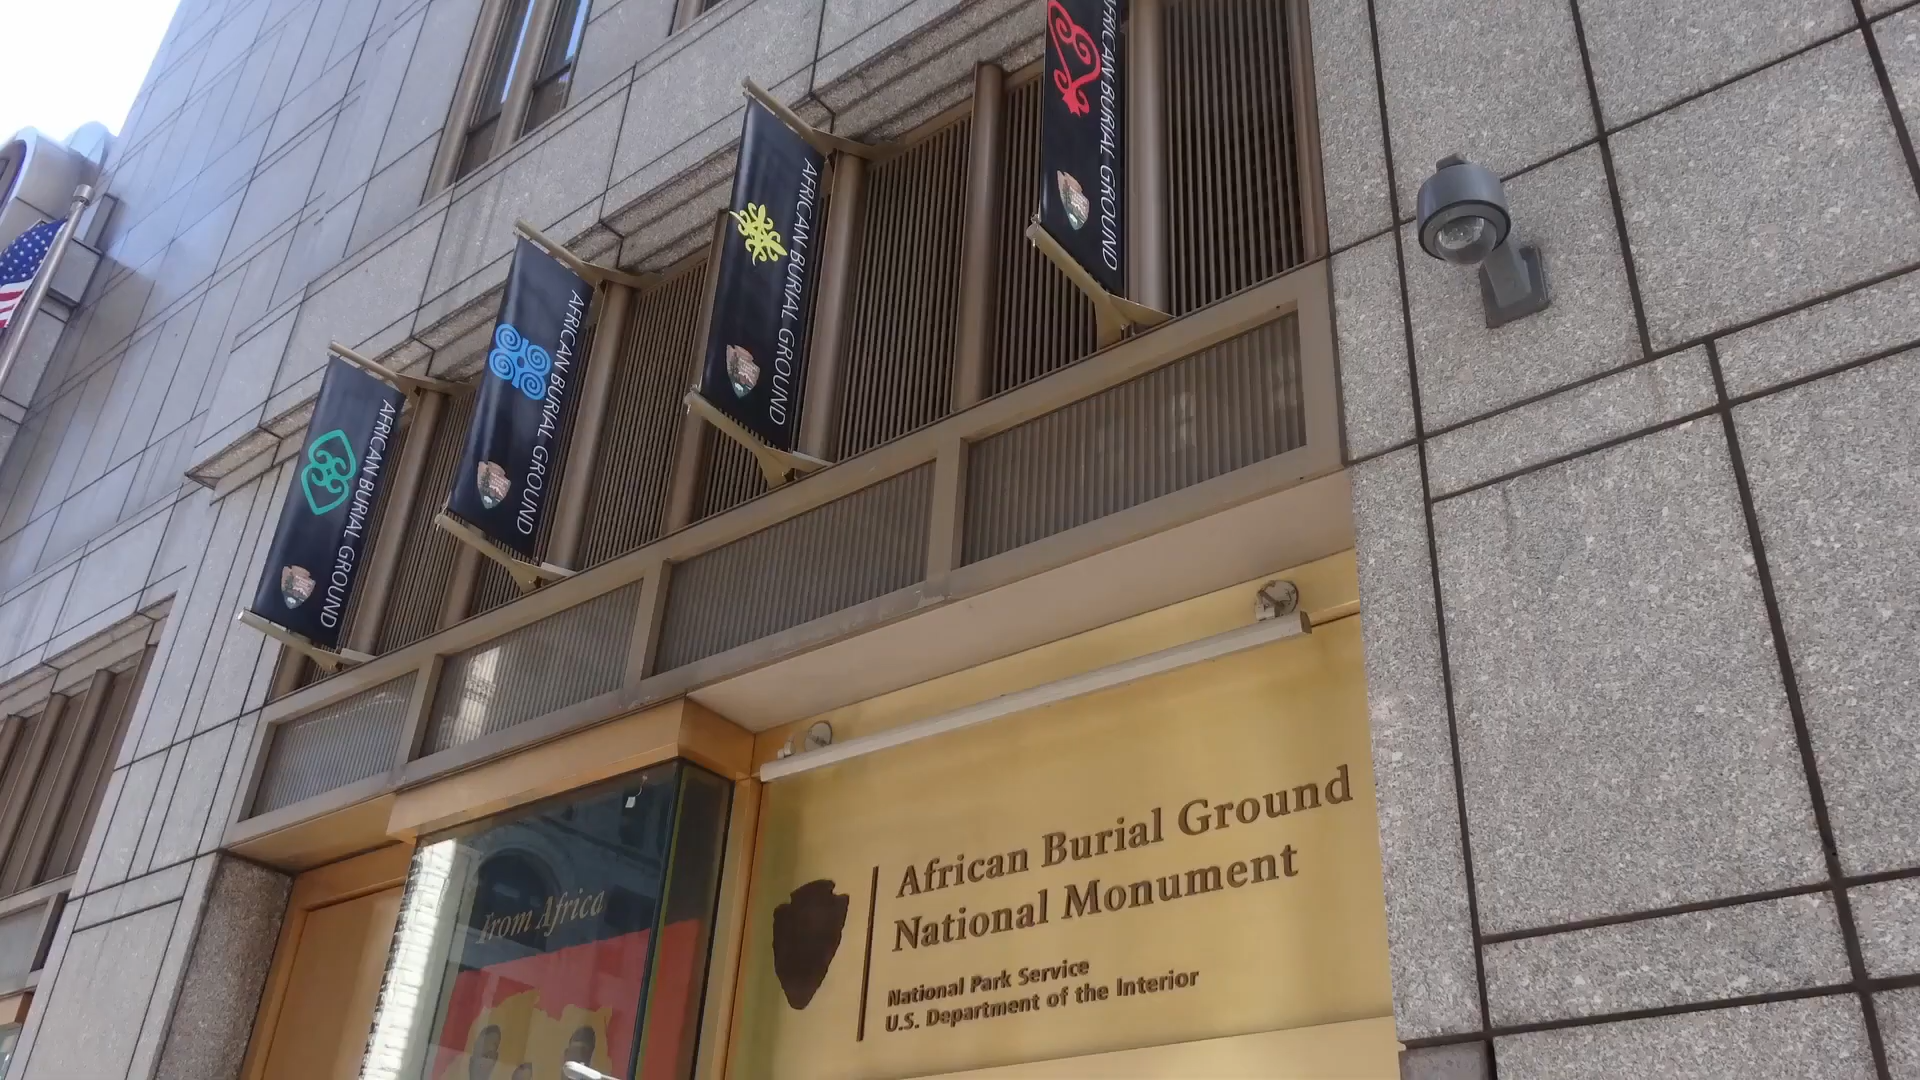 AFRICAN BURIAL GROUND
AFRICAN BURIAL GROUND
AFRICAN BURIAL GROUND
AFRICAN BURIAL GROUND
from Africa
African Burial Ground
National Monument
National Park Service
U.S. Department of the Interior